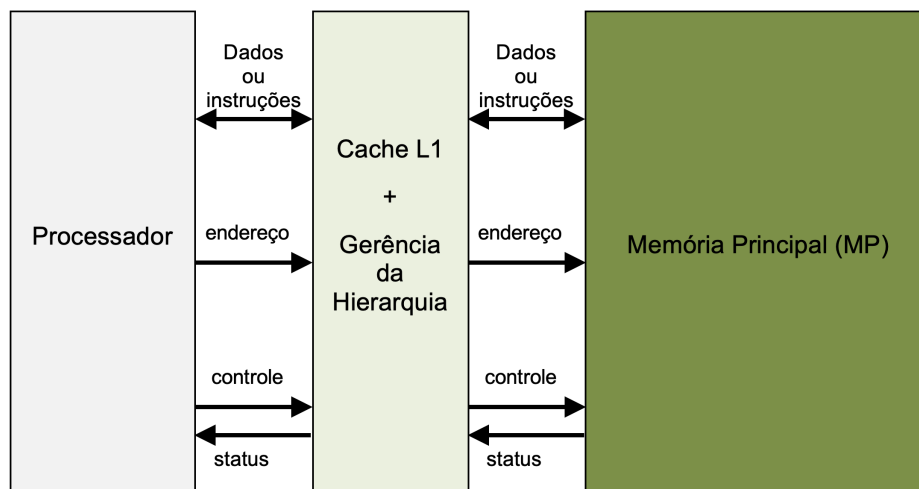 Processador
Dados
ou
instruções
endereço
controle
status
Cache L1
+
Gerência
da
Hierarquia
Dados
ou
instruções
endereço
controle
status
Memória Principal (MP)